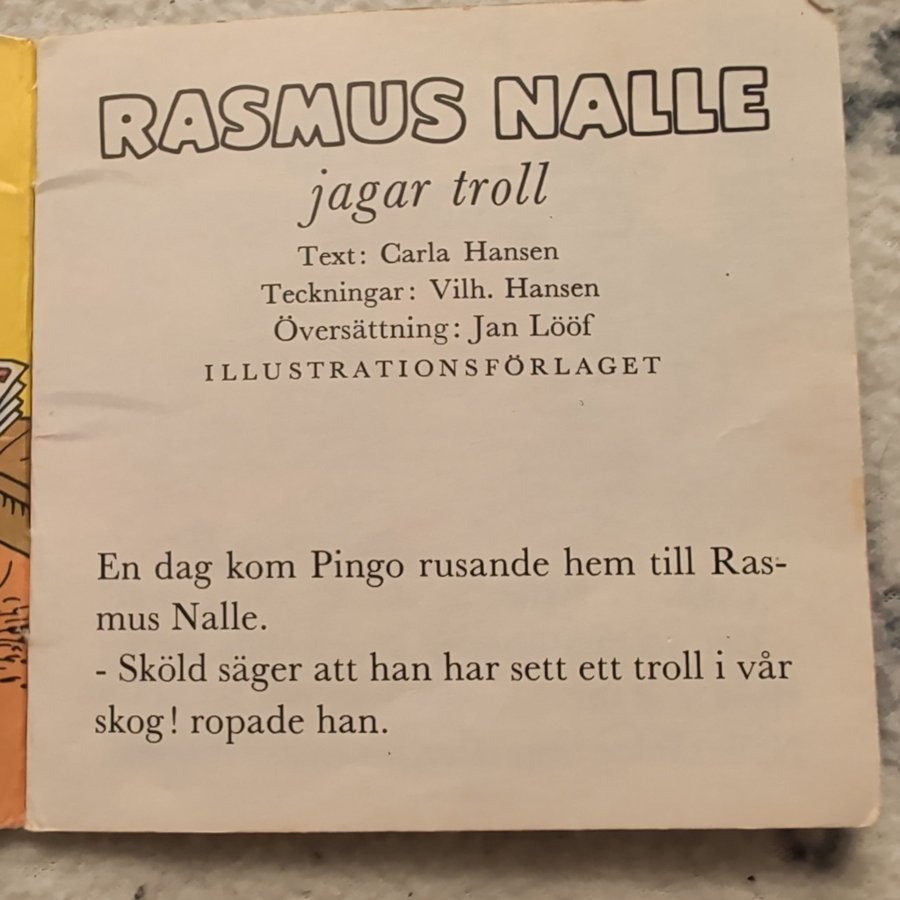 RASMUS NALLE
jagar troll
Text: Carla Hansen
Teckningar: Vilh. Hansen
Översättning: Jan Lööf
ILLUSTRATIONSFÖRLAGET
En dag kom Pingo rusande hem till Ras-
mus Nalle.
- Sköld säger att han har sett ett troll i vår
skog! ropade han.